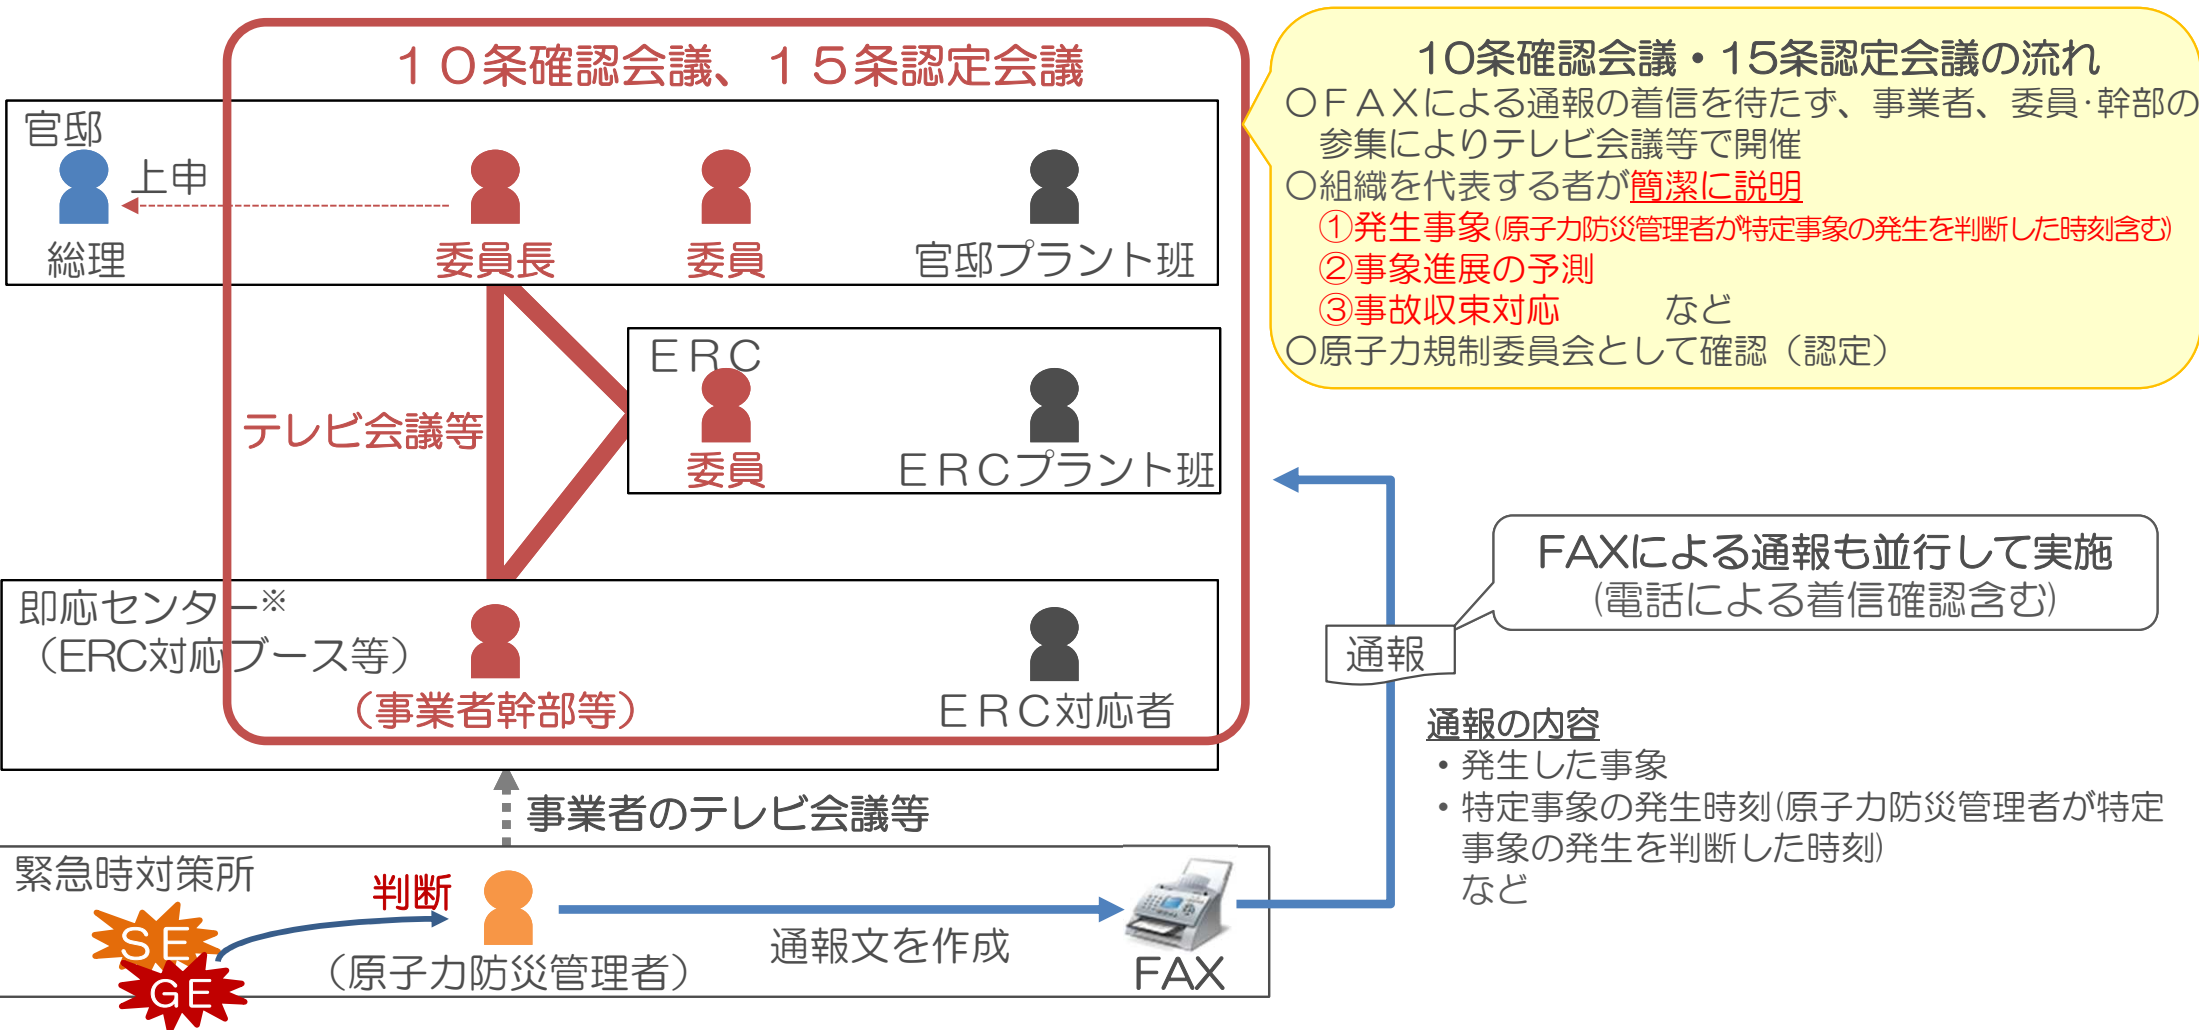 １０条確認会議、１５条認定会議
官邸
上申
総理
委員長
委員
官邸プラント班
ＥＲＣ
テレビ会議等
委員
ＥＲＣプラント班
即応センター※
（ERC対応ブース等）
（事業者幹部等）
ＥＲＣ対応者
事業者のテレビ会議等
緊急時対策所
判断
SE
GE
（原子力防災管理者）
通報文を作成
FAX
10条確認会議・15条認定会議の流れ
○ＦＡＸによる通報の着信を待たず、事業者、委員･幹部の
参集によりテレビ会議等で開催
○組織を代表する者が簡潔に説明
①発生事象(原子力防災管理者が特定事象の発生を判断した時刻含む)
②事象進展の予測
③事故収束対応　　　など
○原子力規制委員会として確認（認定）
FAXによる通報も並行して実施
(電話による着信確認含む)
通報
通報の内容
・発生した事象
・特定事象の発生時刻(原子力防災管理者が特定
事象の発生を判断した時刻)
など